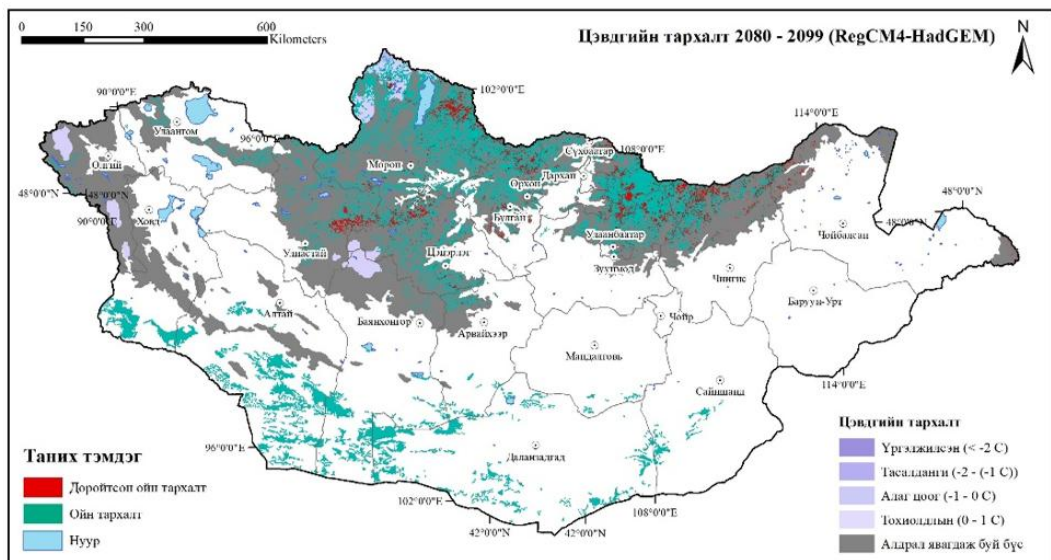 0 150 300 600
Kilometers
Цэвдгийн тархалт 2080 - 2099 (RegCM4-HadGEM)
N
90°0'0"E
102°0'0"E
114°0'0"E
Улаангом
96°0'0"E
Сүхбаатар
108°0'0"E
Өлгий
Мөрөн
Дархан
48°0'0"N
48°0'0"N
Орхон
48°0'0"N
90°0'0"E
Ховд
Булган
48°0'0"N
Чойбалсан
Улаанбаатар
Улиастай
Цэцэрлэг
Зуунмод
Чингис
Баруун-Урт
Алтай
Баянхонгор
Арвайхээр
Чойр
Мандалговь
114°0'0"E
Сайншанд
96°0'0"E
Даланзадгад
102°0'0"E
108°0'0"E
42°0'0"N
42°0'0"N
Таних тэмдэг
Доройтсон ойн тархалт
Ойн тархалт
Нуур
Цэвдгийн тархалт
Үргэлжилсэн (< -2 C)
Тасалданги (-2 - (-1 C))
Алаг цоог (-1 - 0 C)
Тохиолдлын (0 - 1 C)
Алдрал явагдаж буй бүс